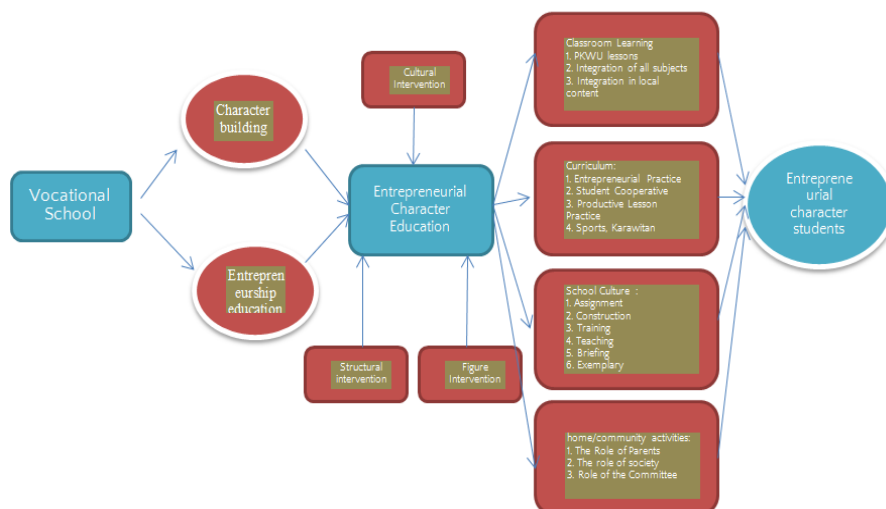 Vocational
School
Character
building
Entrepren
eurship
education
Cultural
Intervention
Entrepreneurial
Character
Education
Structural
intervention
Figure
Intervention
Classroom Learning
1. PKWU lessons
2. Integration of all subjects
3. Integration in local
content
Curriculum:
1. Entrepreneurial Practice
2. Student Cooperative
3. Productive Lesson
Practice
4. Sports, Karawitan
School Culture :
1. Assignment
2. Construction
3. Training
4. Teaching
5. Briefing
6. Exemplary
home/community activities:
1. The Role of Parents
2. The role of society
3. Role of the Committee
Entreprene
urial
character
students